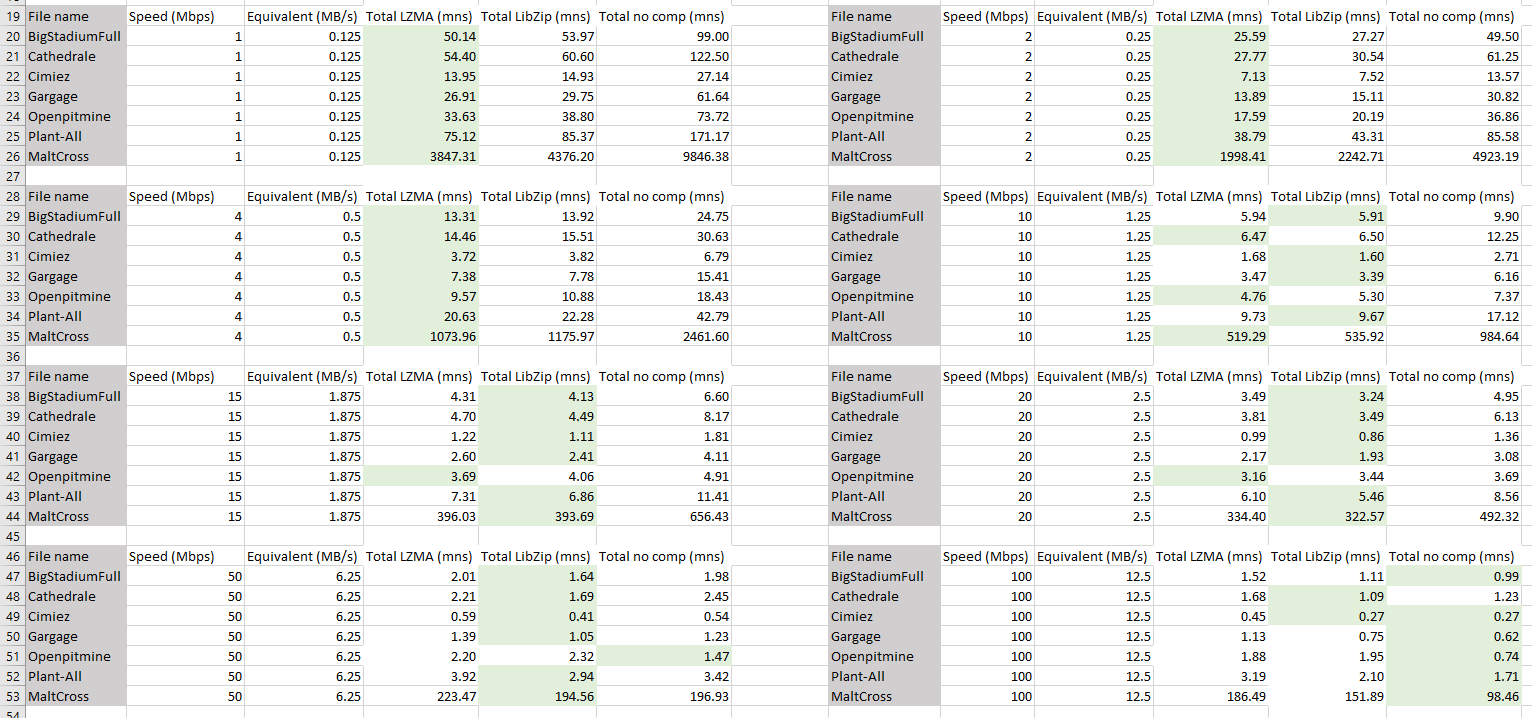 19 File name Speed (Mbps) Equivalent (MB/s) Total LZMA (mns) Total LibZip (mns) Total no comp (mns) File name Speed (Mbps) Equivalent (MB/s) Total LZMA (mns) Total LibZip (mns) Total no comp (mns)
20 BigStadiumFull 1 0.125 50.14 53.97 99.00 BigStadiumFull 2 0.25 25.59 27.27 49.50
21 Cathedrale 1 0.125 54.40 60.60 122.50 Cathedrale 2 0.25 27.77 30.54 61.25
22 Cimiez 1 0.125 13.95 14.93 27.14 Cimiez 2 0.25 7.13 7.52 13.57
23 Gargage 1 0.125 26.91 29.75 61.64 Gargage 2 0.25 13.89 15.11 30.82
24 Openpitmine 1 0.125 33.63 38.80 73.72 Openpitmine 2 0.25 17.59 20.19 36.86
25 Plant-All 1 0.125 75.12 85.37 171.17 Plant-All 2 0.25 38.79 43.31 85.58
26 MaltCross 1 0.125 3847.31 4376.20 9846.38 MaltCross 2 0.25 1998.41 2242.71 4923.19
27
28 File name Speed (Mbps) Equivalent (MB/s) Total LZMA (mns) Total LibZip (mns) Total no comp (mns) File name Speed (Mbps) Equivalent (MB/s) Total LZMA (mns) Total LibZip (mns) Total no comp (mns)
29 BigStadiumFull 4 0.5 13.31 13.92 24.75 BigStadiumFull 10 1.25 5.94 5.91 9.90
30 Cathedrale 4 0.5 14.46 15.51 30.63 Cathedrale 10 1.25 6.47 6.50 12.25
31 Cimiez 4 0.5 3.72 3.82 6.79 Cimiez 10 1.25 1.68 1.60 2.71
32 Gargage 4 0.5 7.38 7.78 15.41 Gargage 10 1.25 3.47 3.39 6.16
33 Openpitmine 4 0.5 9.57 10.88 18.43 Openpitmine 10 1.25 4.76 5.30 7.37
34 Plant-All 4 0.5 20.63 22.28 42.79 Plant-All 10 1.25 9.73 9.67 17.12
35 MaltCross 4 0.5 1073.96 1175.97 2461.60 MaltCross 10 1.25 519.29 535.92 984.64
36
37 File name Speed (Mbps) Equivalent (MB/s) Total LZMA (mns) Total LibZip (mns) Total no comp (mns) File name Speed (Mbps) Equivalent (MB/s) Total LZMA (mns) Total LibZip (mns) Total no comp (mns)
38 BigStadiumFull 15 1.875 4.31 4.13 6.60 BigStadiumFull 20 2.5 3.49 3.24 4.95
39 Cathedrale 15 1.875 4.70 4.49 8.17 Cathedrale 20 2.5 3.81 3.49 6.13
40 Cimiez 15 1.875 1.22 1.11 1.81 Cimiez 20 2.5 0.99 0.86 1.36
41 Gargage 15 1.875 2.60 2.41 4.11 Gargage 20 2.5 2.17 1.93 3.08
42 Openpitmine 15 1.875 3.69 4.06 4.91 Openpitmine 20 2.5 3.16 3.44 3.69
43 Plant-All 15 1.875 7.31 6.86 11.41 Plant-All 20 2.5 6.10 5.46 8.56
44 MaltCross 15 1.875 396.03 393.69 656.43 MaltCross 20 2.5 334.40 322.57 492.32
45
46 File name Speed (Mbps) Equivalent (MB/s) Total LZMA (mns) Total LibZip (mns) Total no comp (mns) File name Speed (Mbps) Equivalent (MB/s) Total LZMA (mns) Total LibZip (mns) Total no comp (mns)
47 BigStadiumFull 50 6.25 2.01 1.64 1.98 BigStadiumFull 100 12.5 1.52 1.11 0.99
48 Cathedrale 50 6.25 2.21 1.69 2.45 Cathedrale 100 12.5 1.68 1.09 1.23
49 Cimiez 50 6.25 0.59 0.41 0.54 Cimiez 100 12.5 0.45 0.27 0.27
50 Gargage 50 6.25 1.39 1.05 1.23 Gargage 100 12.5 1.13 0.75 0.62
51 Openpitmine 50 6.25 2.20 2.32 1.47 Openpitmine 100 12.5 1.88 1.95 0.74
52 Plant-All 50 6.25 3.92 2.94 3.42 Plant-All 100 12.5 3.19 2.10 1.71
53 MaltCross 50 6.25 223.47 194.56 196.93 MaltCross 100 12.5 186.49 151.89 98.46